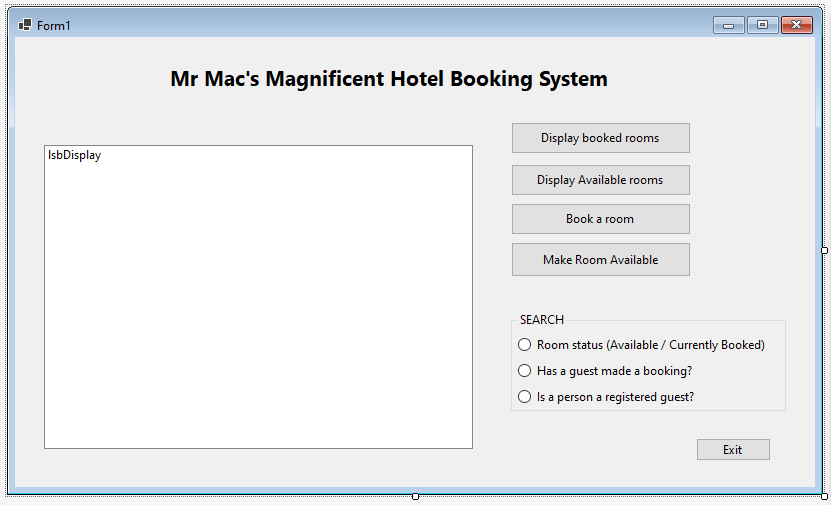 Form1
Mr Mac's Magnificent Hotel Booking System
lsbDisplay
Display booked rooms
Display Available rooms
Book a room
Make Room Available
SEARCH
Room status (Available / Currently Booked)
Has a guest made a booking?
Is a person a registered guest?
Exit